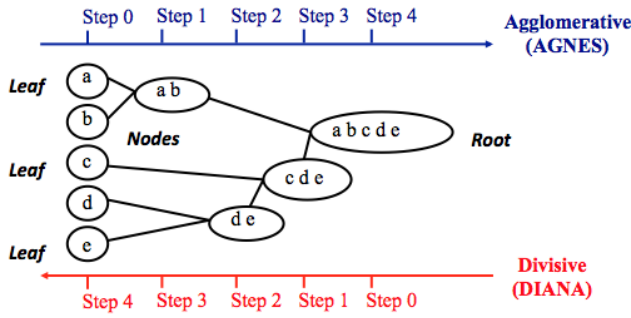 Step 0 Step 1 Step 2 Step 3 Step 4
Agglomerative
(AGNES)
Leaf a
a b
b
Nodes
a b c d e
Root
Leaf c
c d e
d
d e
Leaf e
Divisive
(DIANA)
Step 4 Step 3 Step 2 Step 1 Step 0